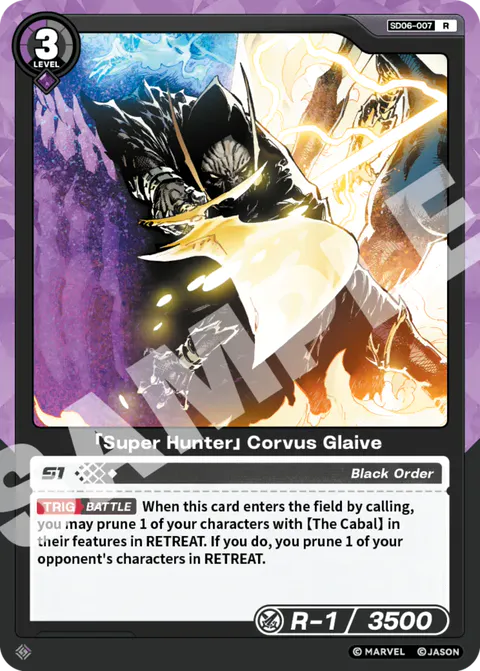 SD06-007 R
3
LEVEL
SAMPLE
「Super Hunter」 Corvus Glaive
S1
Black Order
TRIG BATTLE When this card enters the field by calling,
you may prune 1 of your characters with【The Cabal】in
their features in RETREAT. If you do, you prune 1 of your
opponent's characters in RETREAT.
R-1 / 3500
© MARVEL © JASON